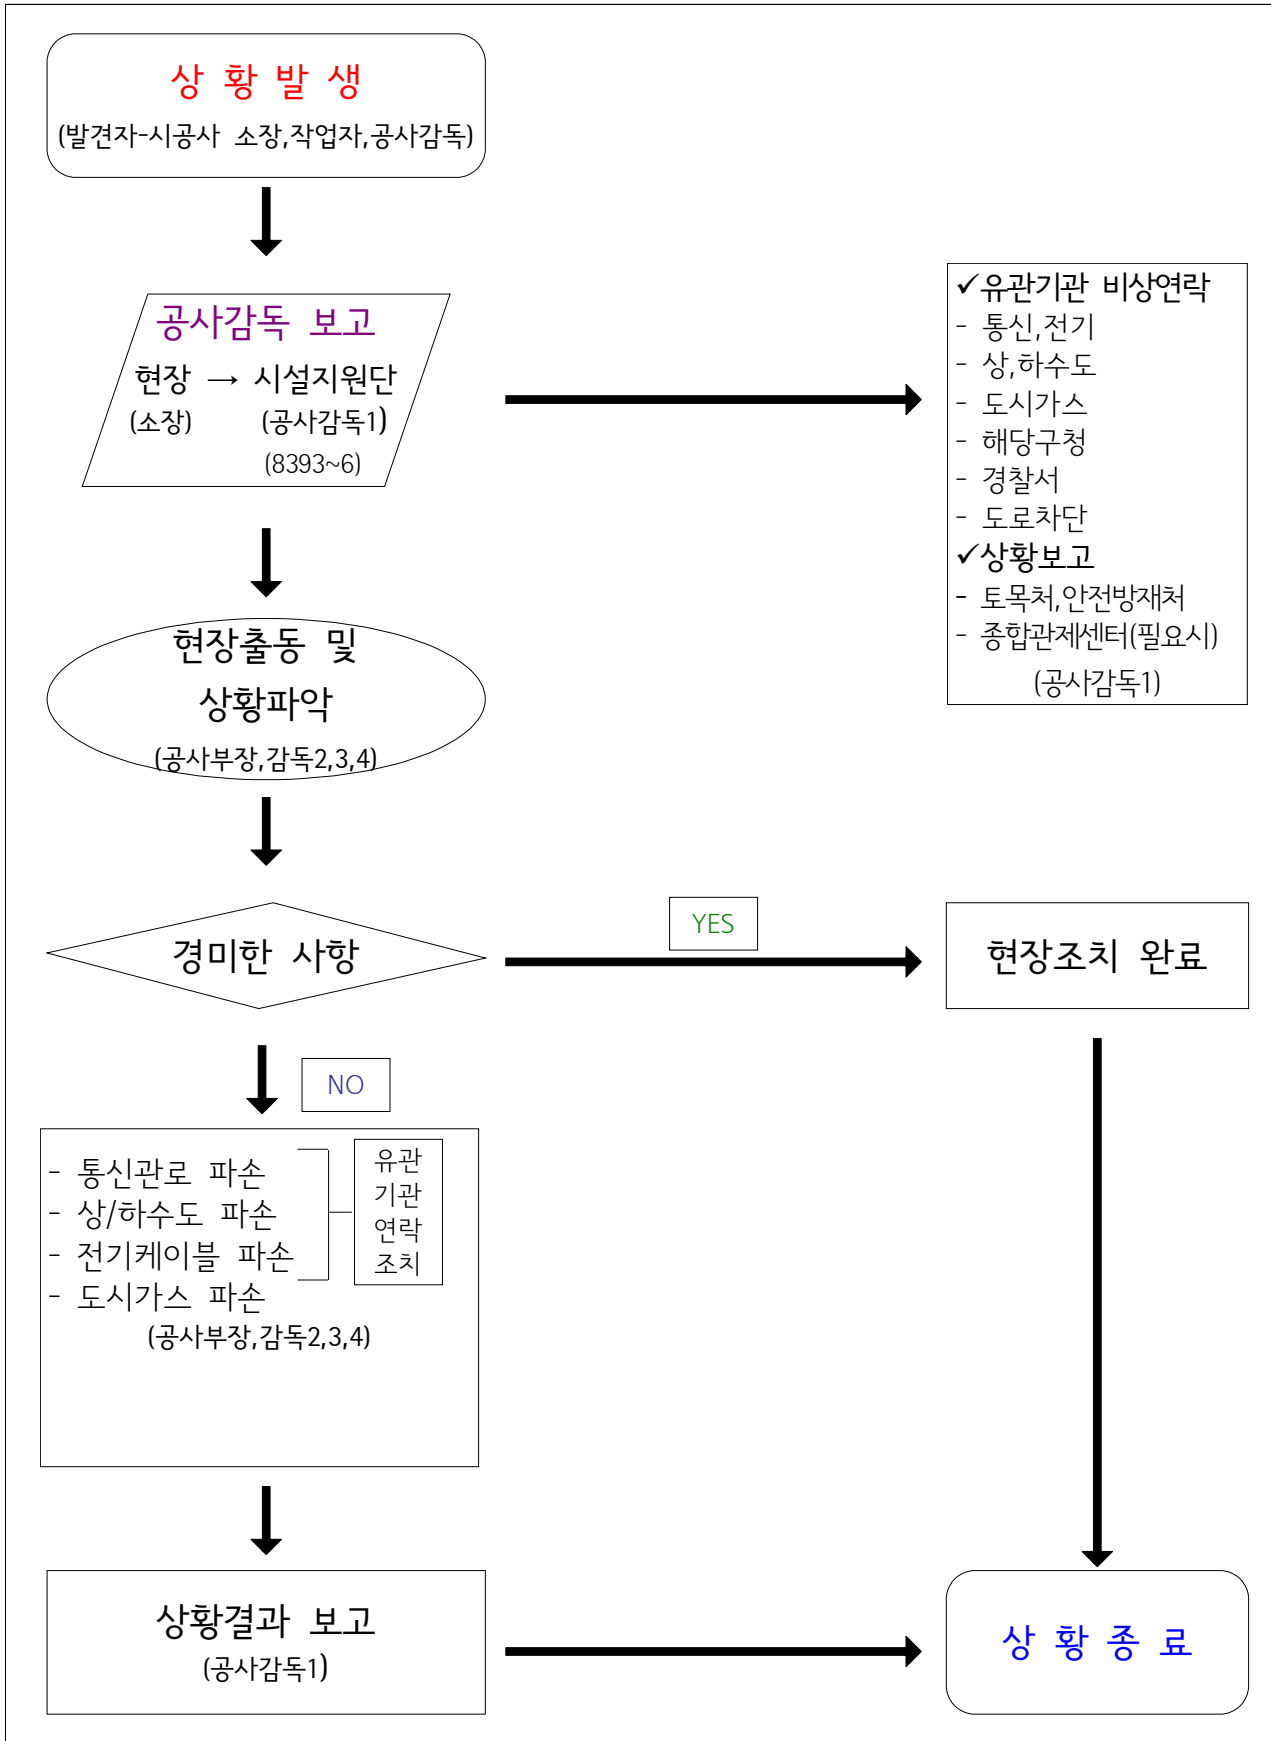 상 황 발 생
(발견자-시공사 소장,작업자,공사감독)
공사감독 보고
현장 → 시설지원단
(소장) (공사감독1)
(8393~6)
✓유관기관 비상연락
- 통신,전기
- 상,하수도
- 도시가스
- 해당구청
- 경찰서
- 도로차단
✓상황보고
- 토목처,안전방재처
- 종합관제센터(필요시)
(공사감독1)
현장출동 및
상황파악
(공사부장,감독2,3,4)
경미한 사항
YES
현장조치 완료
NO
- 통신관로 파손
- 상/하수도 파손
- 전기케이블 파손
- 도시가스 파손
(공사부장,감독2,3,4)
유관
기관
연락
조치
상황결과 보고
(공사감독1)
상 황 종 료